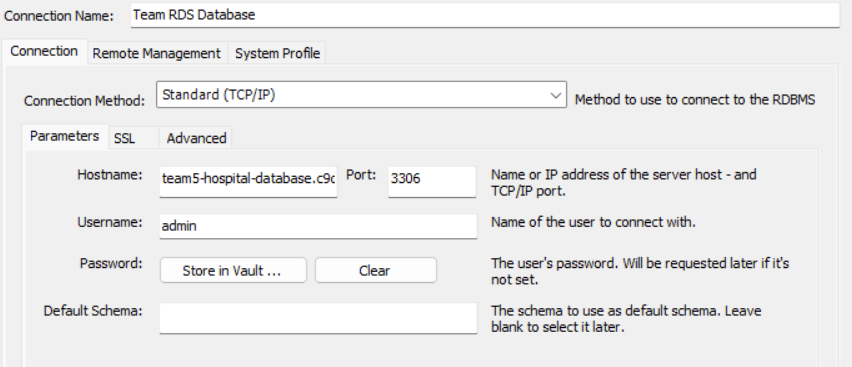 Connection Name: Team RDS Database
Connection Remote Management System Profile
Connection Method: Standard (TCP/IP) Method to use to connect to the RDBMS
Parameters SSL Advanced
Hostname: team5-hospital-database.c9c Port: 3306 Name or IP address of the server host - and
TCP/IP port.
Username: admin Name of the user to connect with.
Password: Store in Vault ... Clear The user's password. Will be requested later if it's
not set.
Default Schema: The schema to use as default schema. Leave
blank to select it later.